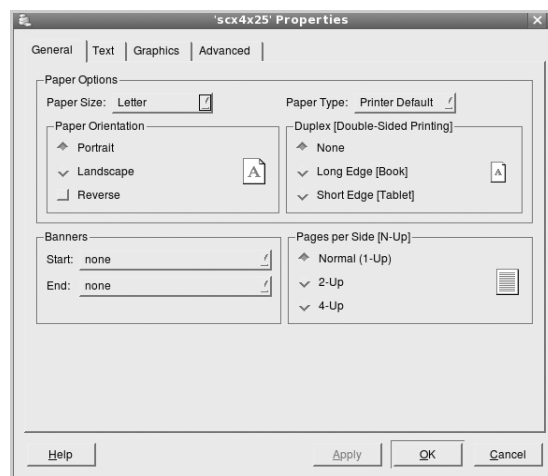 'scx4x25' Properties
General Text Graphics Advanced
Paper Options
Paper Size: Letter
Paper Type: Printer Default
Paper Orientation
Portrait
Landscape
Reverse
A
Duplex [Double-Sided Printing]
None
Long Edge [Book]
Short Edge [Tablet]
A
Banners
Start: none
End: none
Pages per Side [N-Up]
Normal (1-Up)
2-Up
4-Up
Help Apply OK Cancel